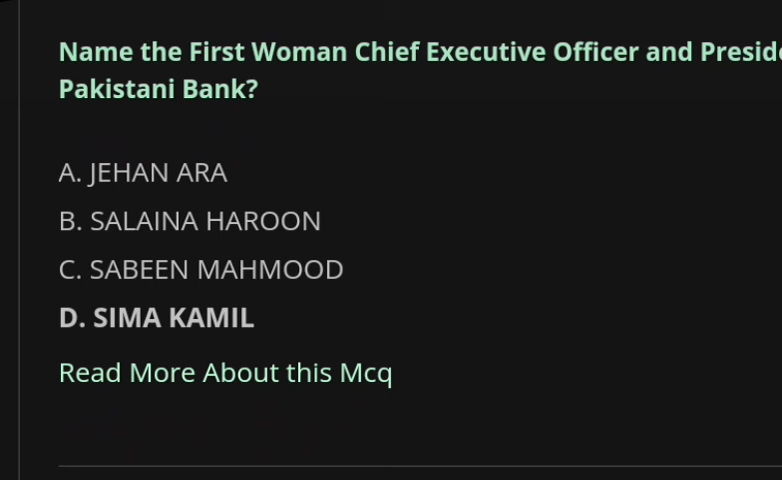 Name the First Woman Chief Executive Officer and
Pakistani Bank?
A. JEHAN ARA
B. SALAINA HAROON
C. SABEEN MAHMOOD
D. SIMA KAMIL
Read More About this Mcq